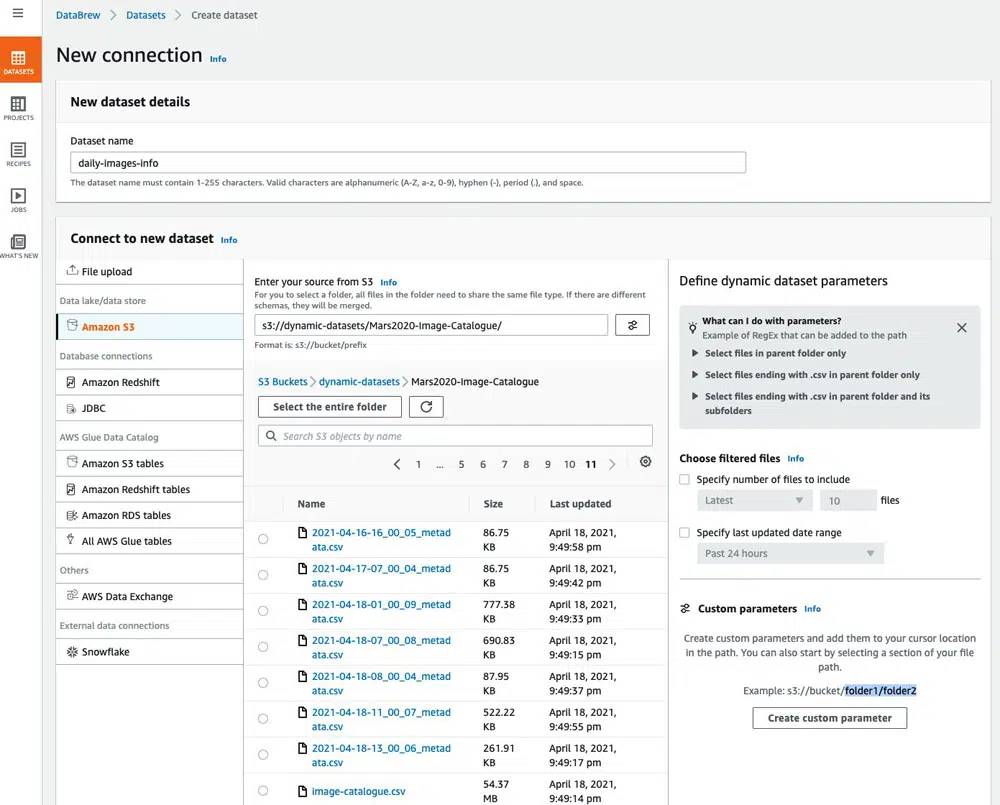 DataBrew > Datasets > Create dataset
New connection Info
DATASETS
PROJECTS
RECIPES
JOBS
WHAT'S NEW
New dataset details
Dataset name
daily-images-info
The dataset name must contain 1-255 characters. Valid characters are alphanumeric (A-Z, a-z, 0-9), hyphen (-), period (.), and space.
Connect to new dataset Info
File upload
Data lake/data store
Amazon S3
Database connections
Amazon Redshift
JDBC
AWS Glue Data Catalog
Amazon S3 tables
Amazon Redshift tables
Amazon RDS tables
All AWS Glue tables
Others
AWS Data Exchange
External data connections
Snowflake
Enter your source from S3 Info
For you to select a folder, all files in the folder need to share the same file type. If there are different
schemas, they will be merged.
s3://dynamic-datasets/Mars2020-Image-Catalogue/
Format is: s3://bucket/prefix
S3 Buckets > dynamic-datasets > Mars2020-Image-Catalogue
Select the entire folder
Search S3 objects by name
1 ... 5 6 7 8 9 10 11
Name Size Last updated
2021-04-16-16_00_05_metad 86.75 April 18, 2021,
ata.csv KB 9:49:58 pm
2021-04-17-07_00_04_metad 86.75 April 18, 2021,
ata.csv KB 9:49:42 pm
2021-04-18-01_00_09_metad 777.38 April 18, 2021,
ata.csv KB 9:49:33 pm
2021-04-18-07_00_08_metad 690.83 April 18, 2021,
ata.csv KB 9:49:15 pm
2021-04-18-08_00_04_metad 87.95 April 18, 2021,
ata.csv KB 9:49:37 pm
2021-04-18-11_00_07_metad 522.22 April 18, 2021,
ata.csv KB 9:49:55 pm
2021-04-18-13_00_06_metad 261.91 April 18, 2021,
ata.csv KB 9:49:17 pm
image-catalogue.csv 54.37 April 18, 2021,
MB 9:49:14 pm
Define dynamic dataset parameters
What can I do with parameters?
Example of RegEx that can be added to the path
Select files in parent folder only
Select files ending with .csv in parent folder only
Select files ending with .csv in parent folder and its
subfolders
Choose filtered files Info
Specify number of files to include
Latest 10 files
Specify last updated date range
Past 24 hours
Custom parameters Info
Create custom parameters and add them to your cursor location
in the path. You can also start by selecting a section of your file
path.
Example: s3://bucket/folder1/folder2
Create custom parameter